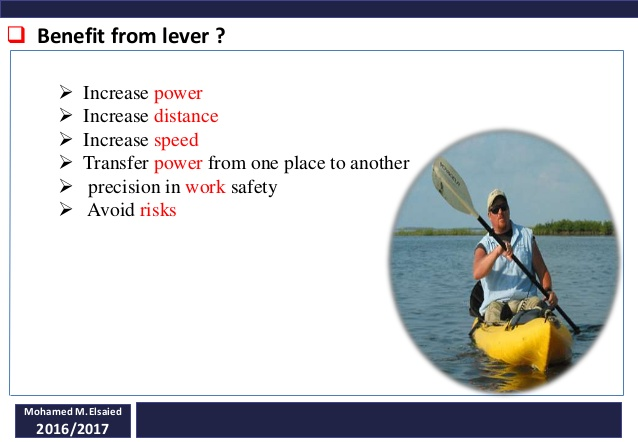 Benefit from lever ?
Increase power
Increase distance
Increase speed
Transfer power from one place to another
precision in work safety
Avoid risks
Mohamed M.Elsaied
2016/2017